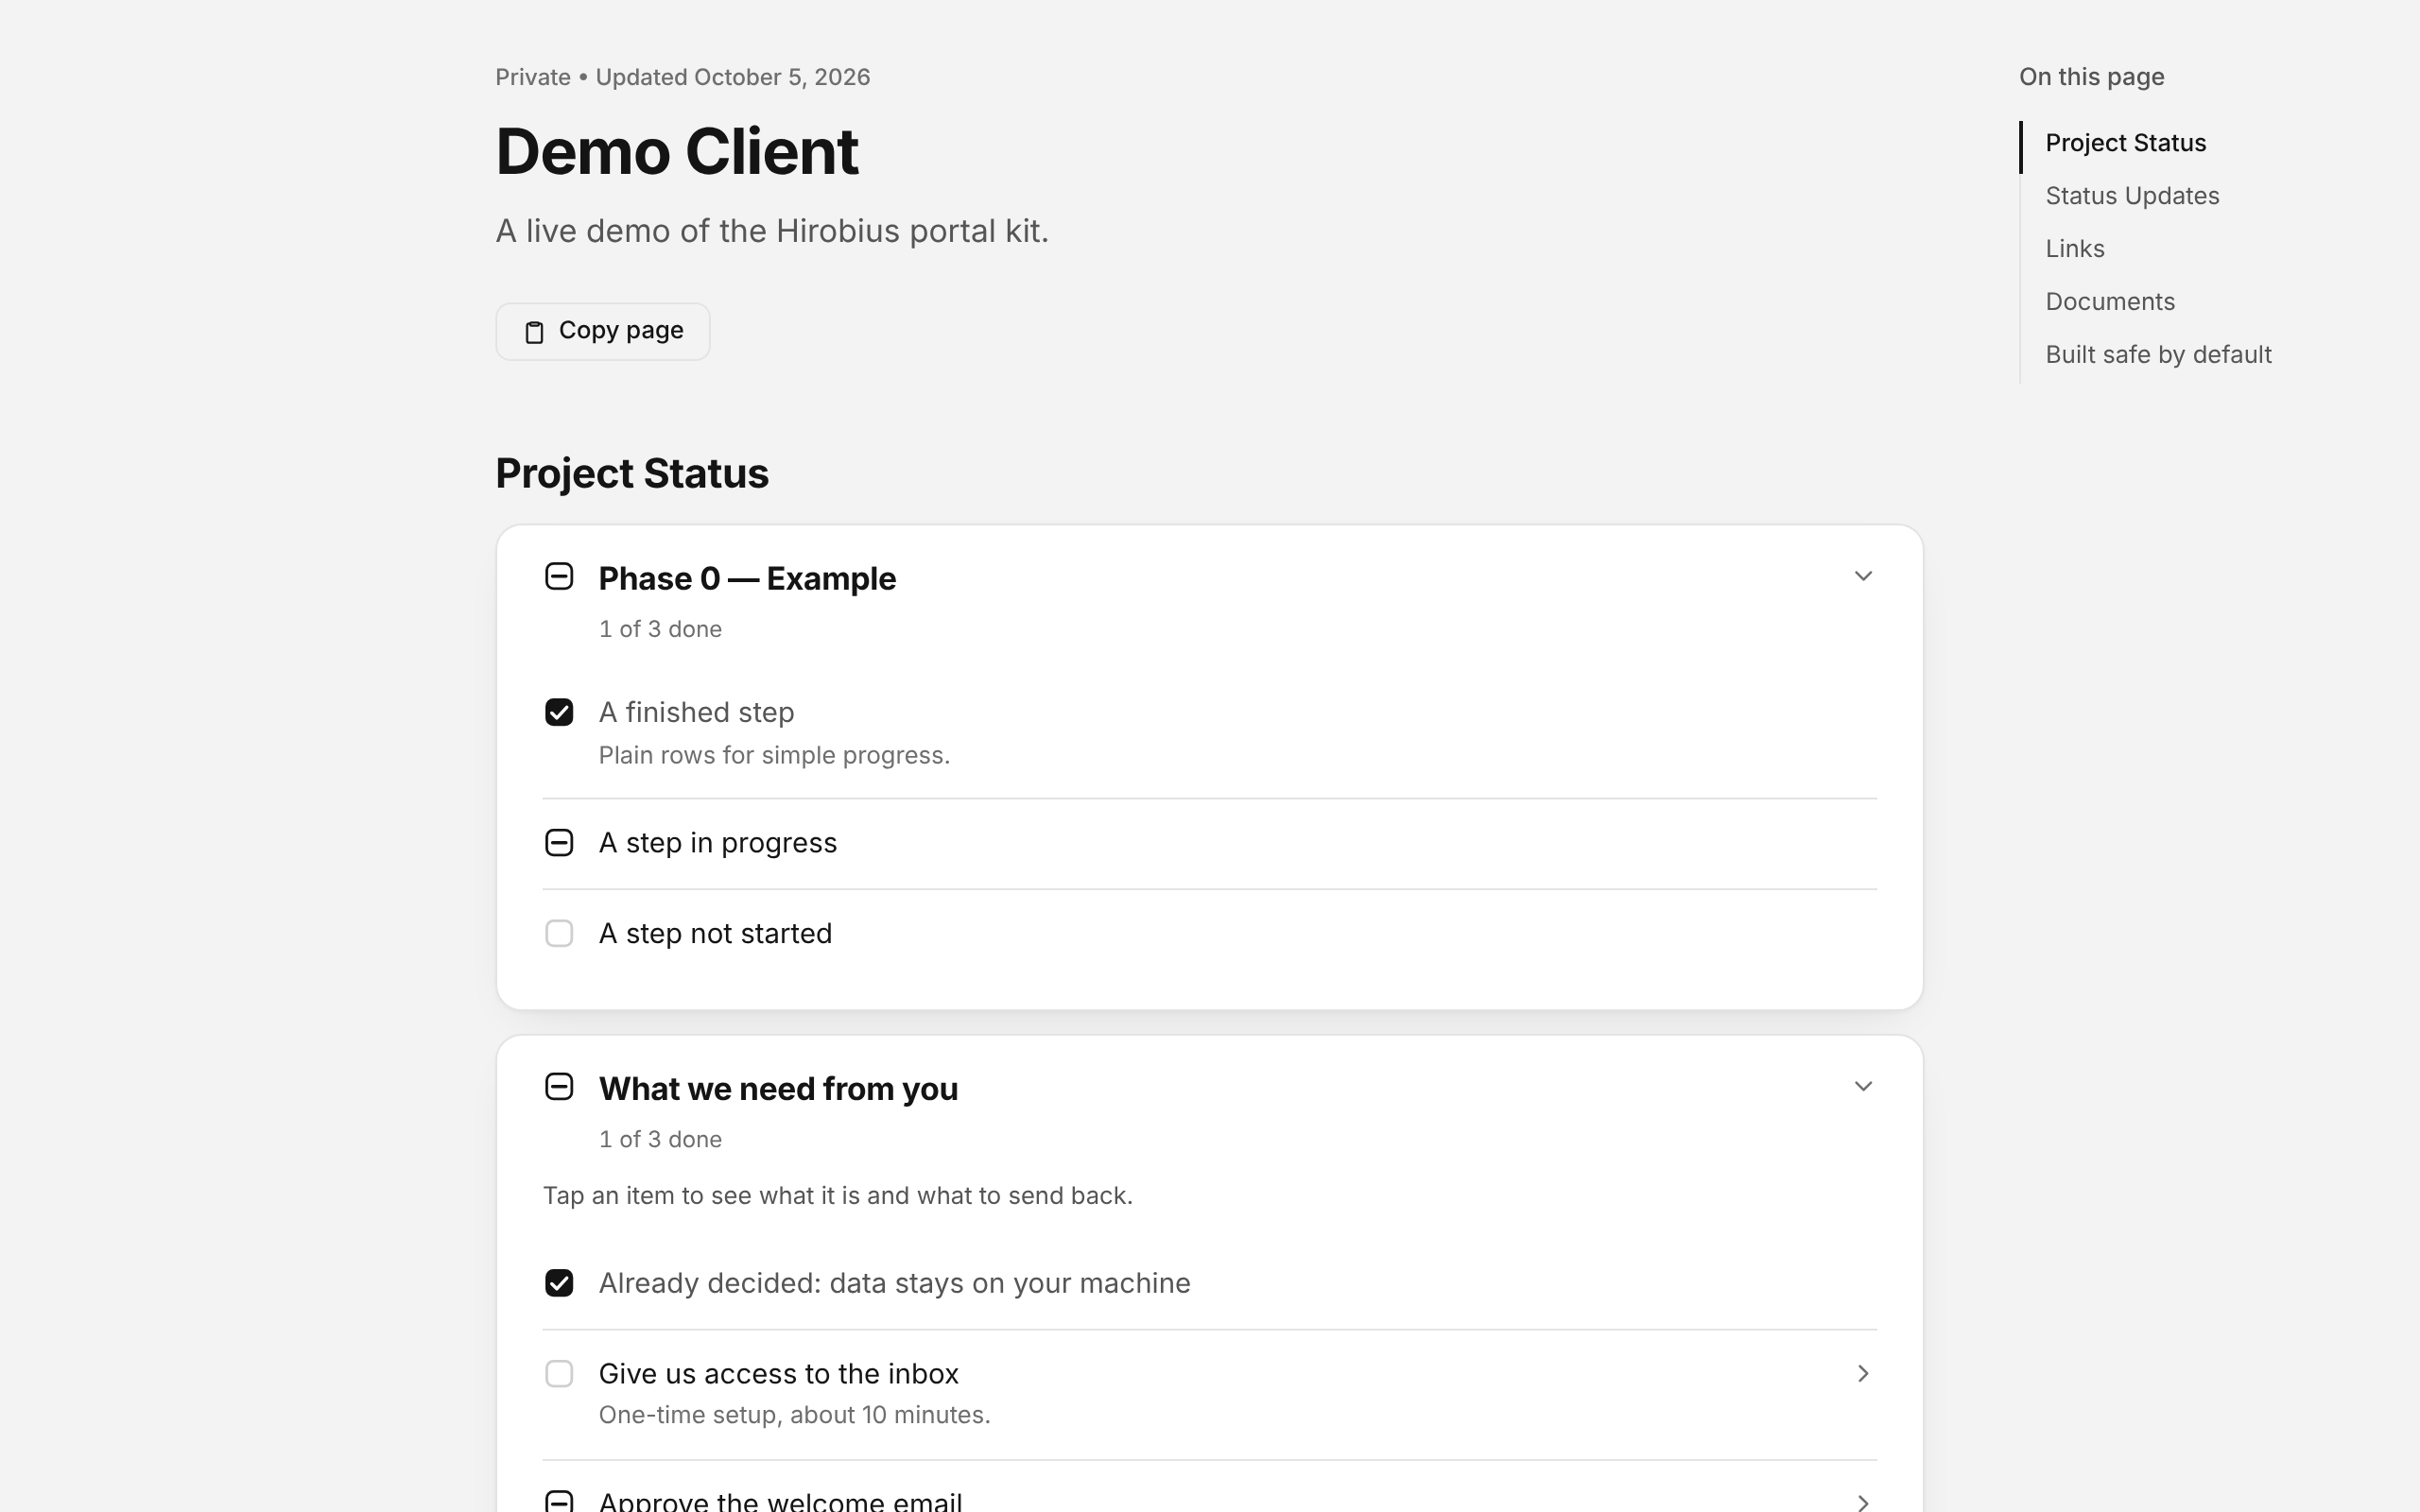 Private • Updated October 5, 2026
Demo Client
A live demo of the Hirobius portal kit.
Copy page
On this page
Project Status
Status Updates
Links
Documents
Built safe by default
Project Status
Phase 0 — Example
1 of 3 done
A finished step
Plain rows for simple progress.
A step in progress
A step not started
What we need from you
1 of 3 done
Tap an item to see what it is and what to send back.
Already decided: data stays on your machine
Give us access to the inbox
One-time setup, about 10 minutes.
Approve the welcome email